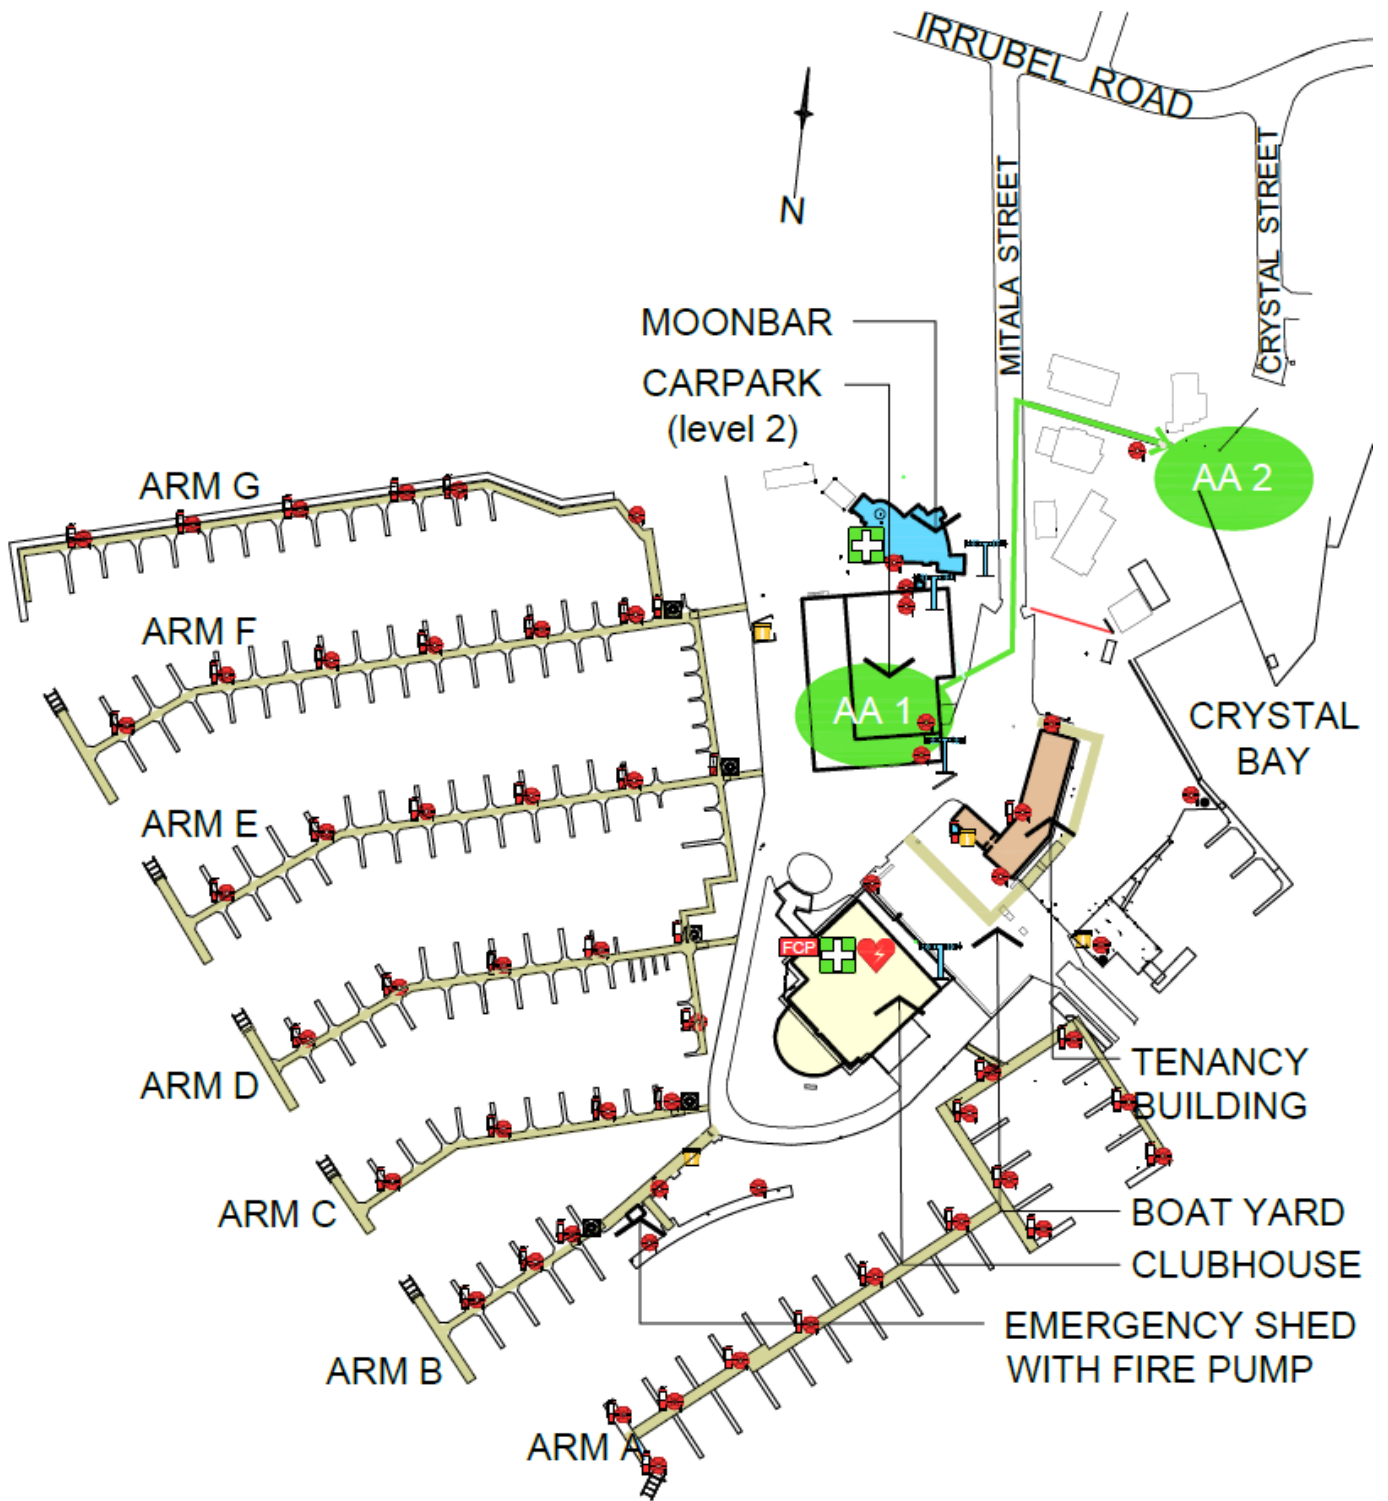 IRRUBEL ROAD
MITALA STREET
CRYSTAL STREET
N
MOONBAR
CARPARK
(level 2)
AA 2
ARM G
ARM F
AA 1
CRYSTAL
BAY
ARM E
FCP
ARM D
TENANCY
BUILDING
ARM C
BOAT YARD
CLUBHOUSE
EMERGENCY SHED
WITH FIRE PUMP
ARM B
ARM A